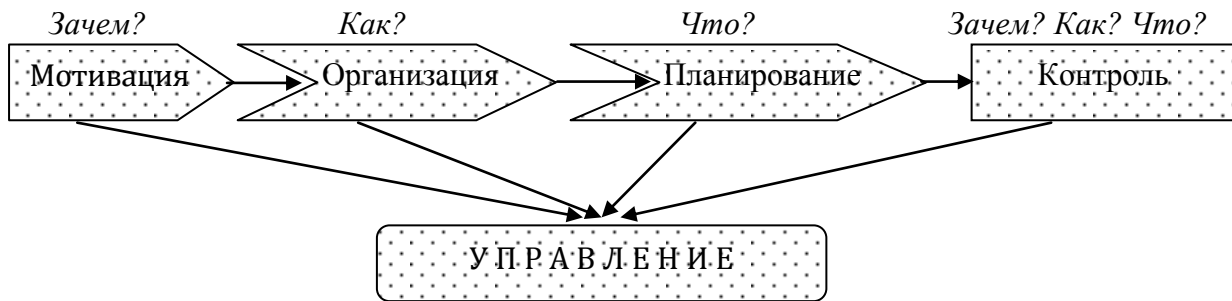 Зачем? Как? Что? Зачем? Как? Что?
Мотивация Организация Планирование Контроль
УПРАВЛЕНИЕ